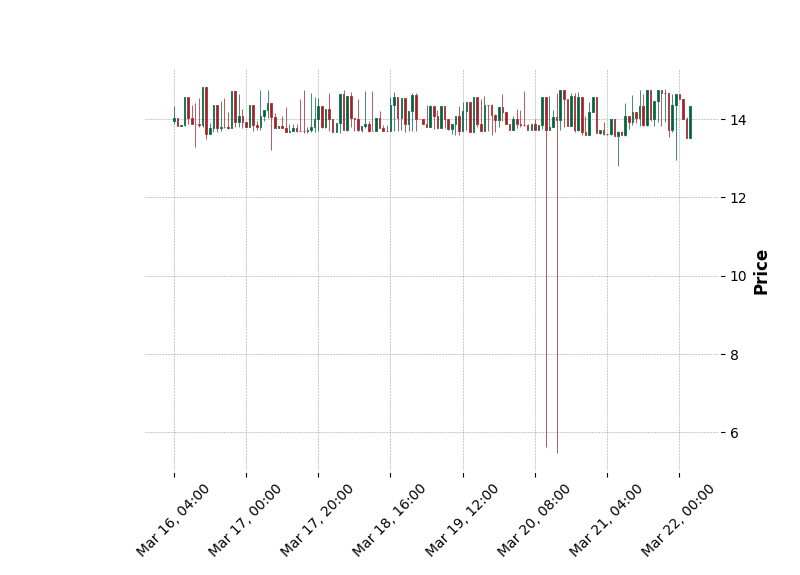 14
12
10
8
6
Price
Mar 16, 04:00
Mar 17, 00:00
Mar 17, 20:00
Mar 18, 16:00
Mar 19, 12:00
Mar 20, 08:00
Mar 21, 04:00
Mar 22, 00:00